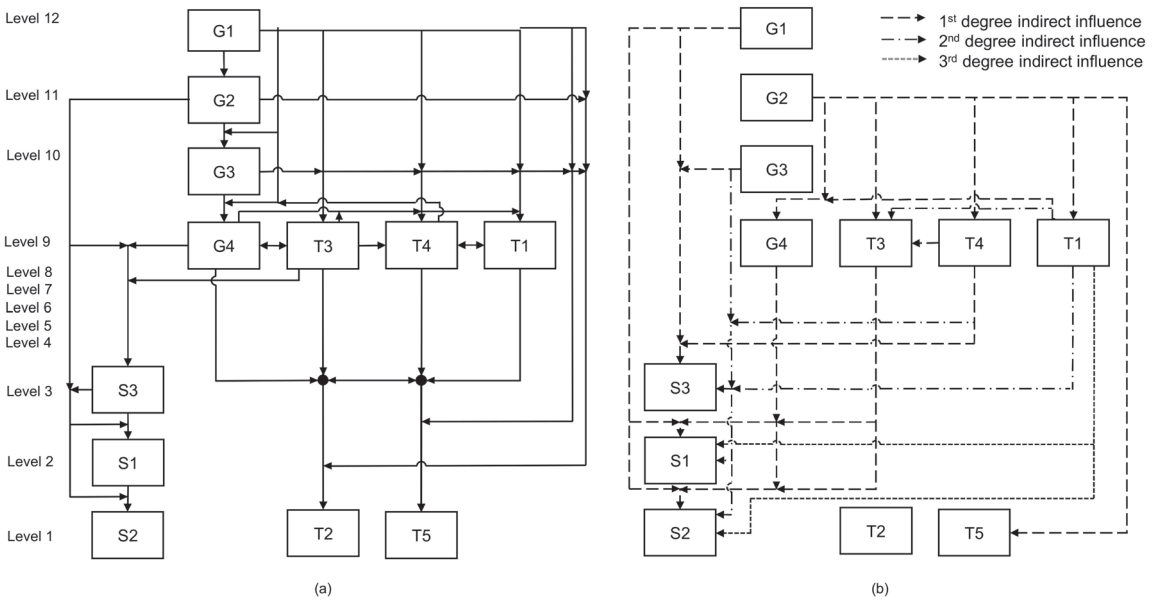 Level 12
G1
G1
1st degree indirect influence
2nd degree indirect influence
3rd degree indirect influence
Level 11
G2
G2
Level 10
G3
G3
Level 9
G4
T3
T4
T1
G4
T3
T4
T1
Level 8
Level 7
Level 6
Level 5
Level 4
Level 3
S3
S3
Level 2
S1
S1
Level 1
S2
T2
T5
S2
T2
T5
(a)
(b)